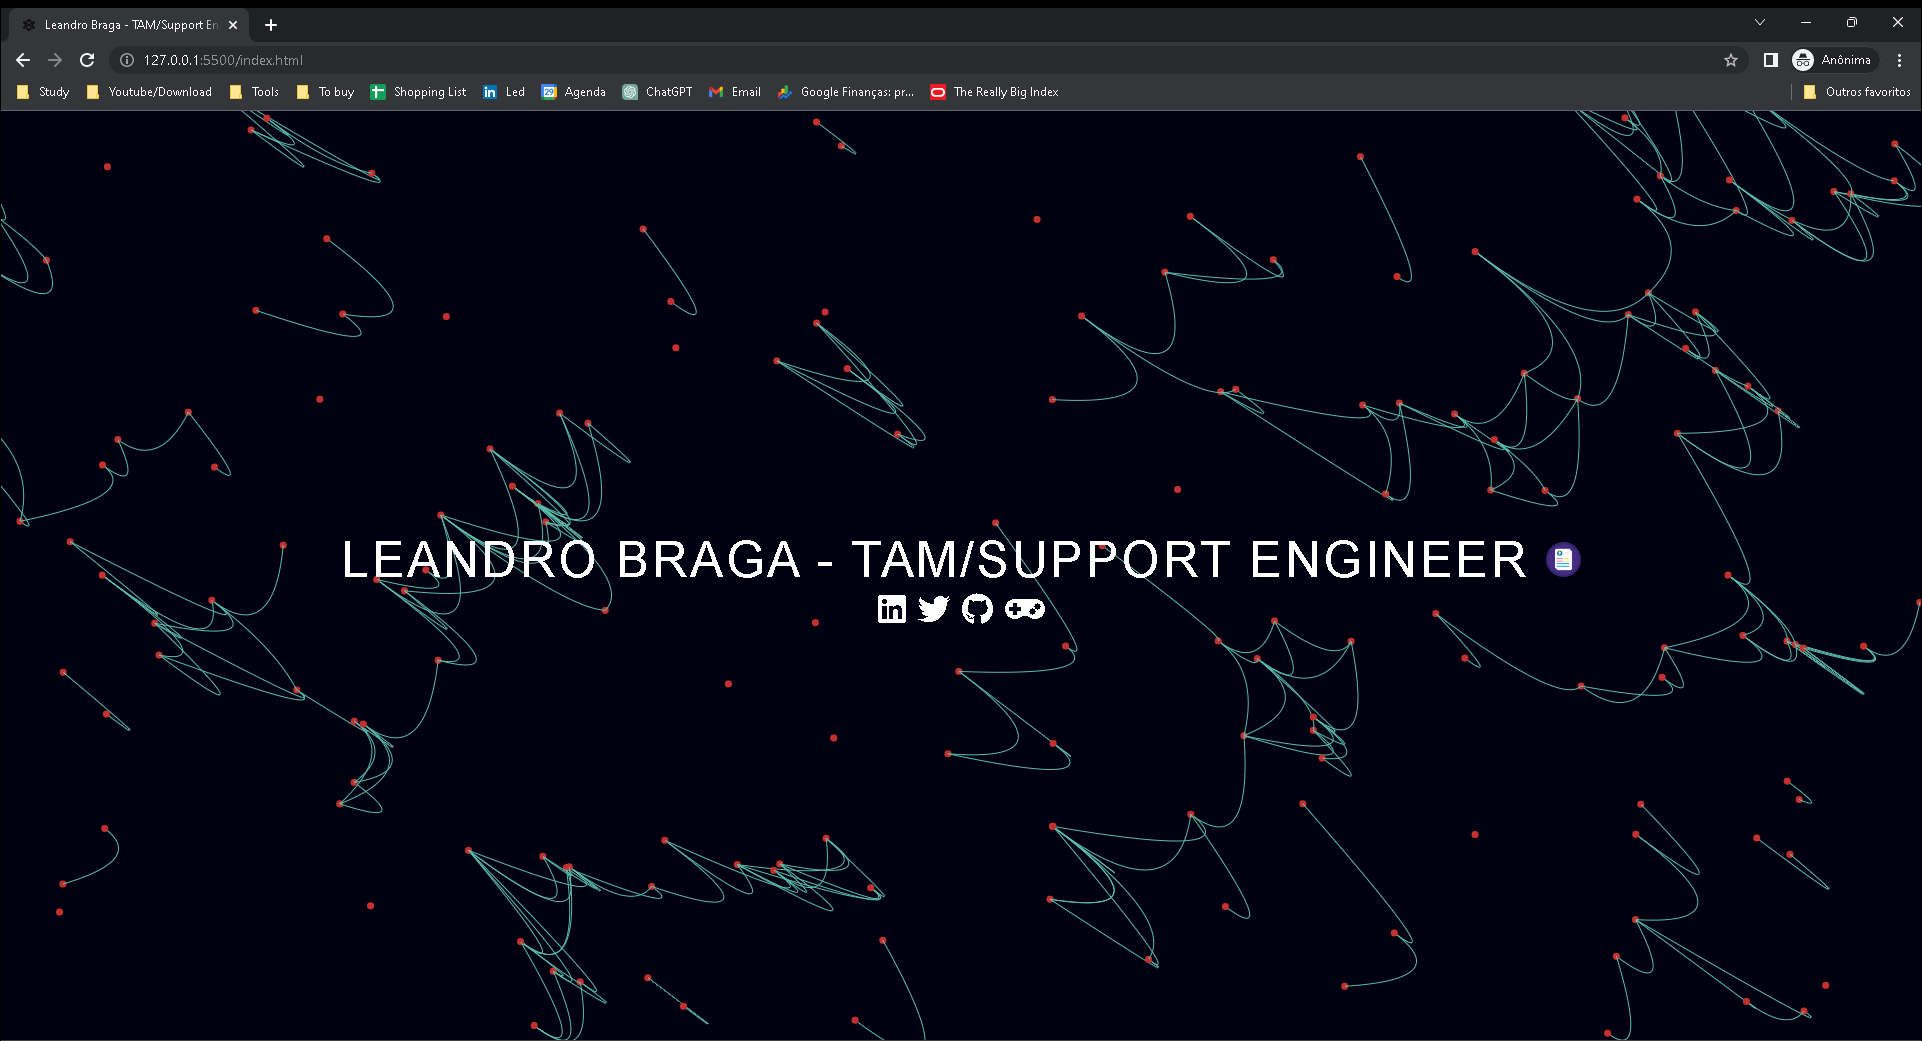 Leandro Braga - TAM/Support En
127.0.0.1:5500/index.html
Anônima
Study Youtube/Download Tools To buy Shopping List Led Agenda ChatGPT Email Google Finanças: pr... The Really Big Index Outros favoritos
LEANDRO BRAGA - TAM/SUPPORT ENGINEER